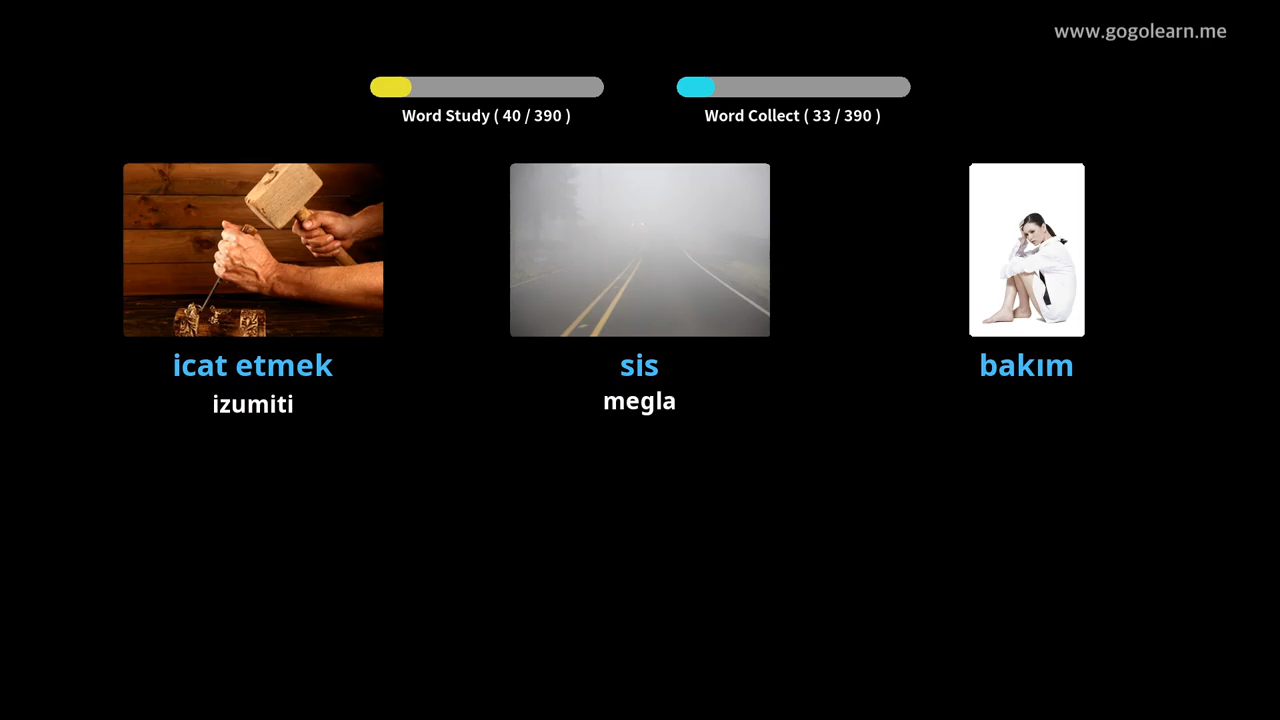 www.gogolearn.me
Word Study ( 40 / 390 )
Word Collect ( 33 / 390 )
icat etmek
sis
bakım
izumiti
megla